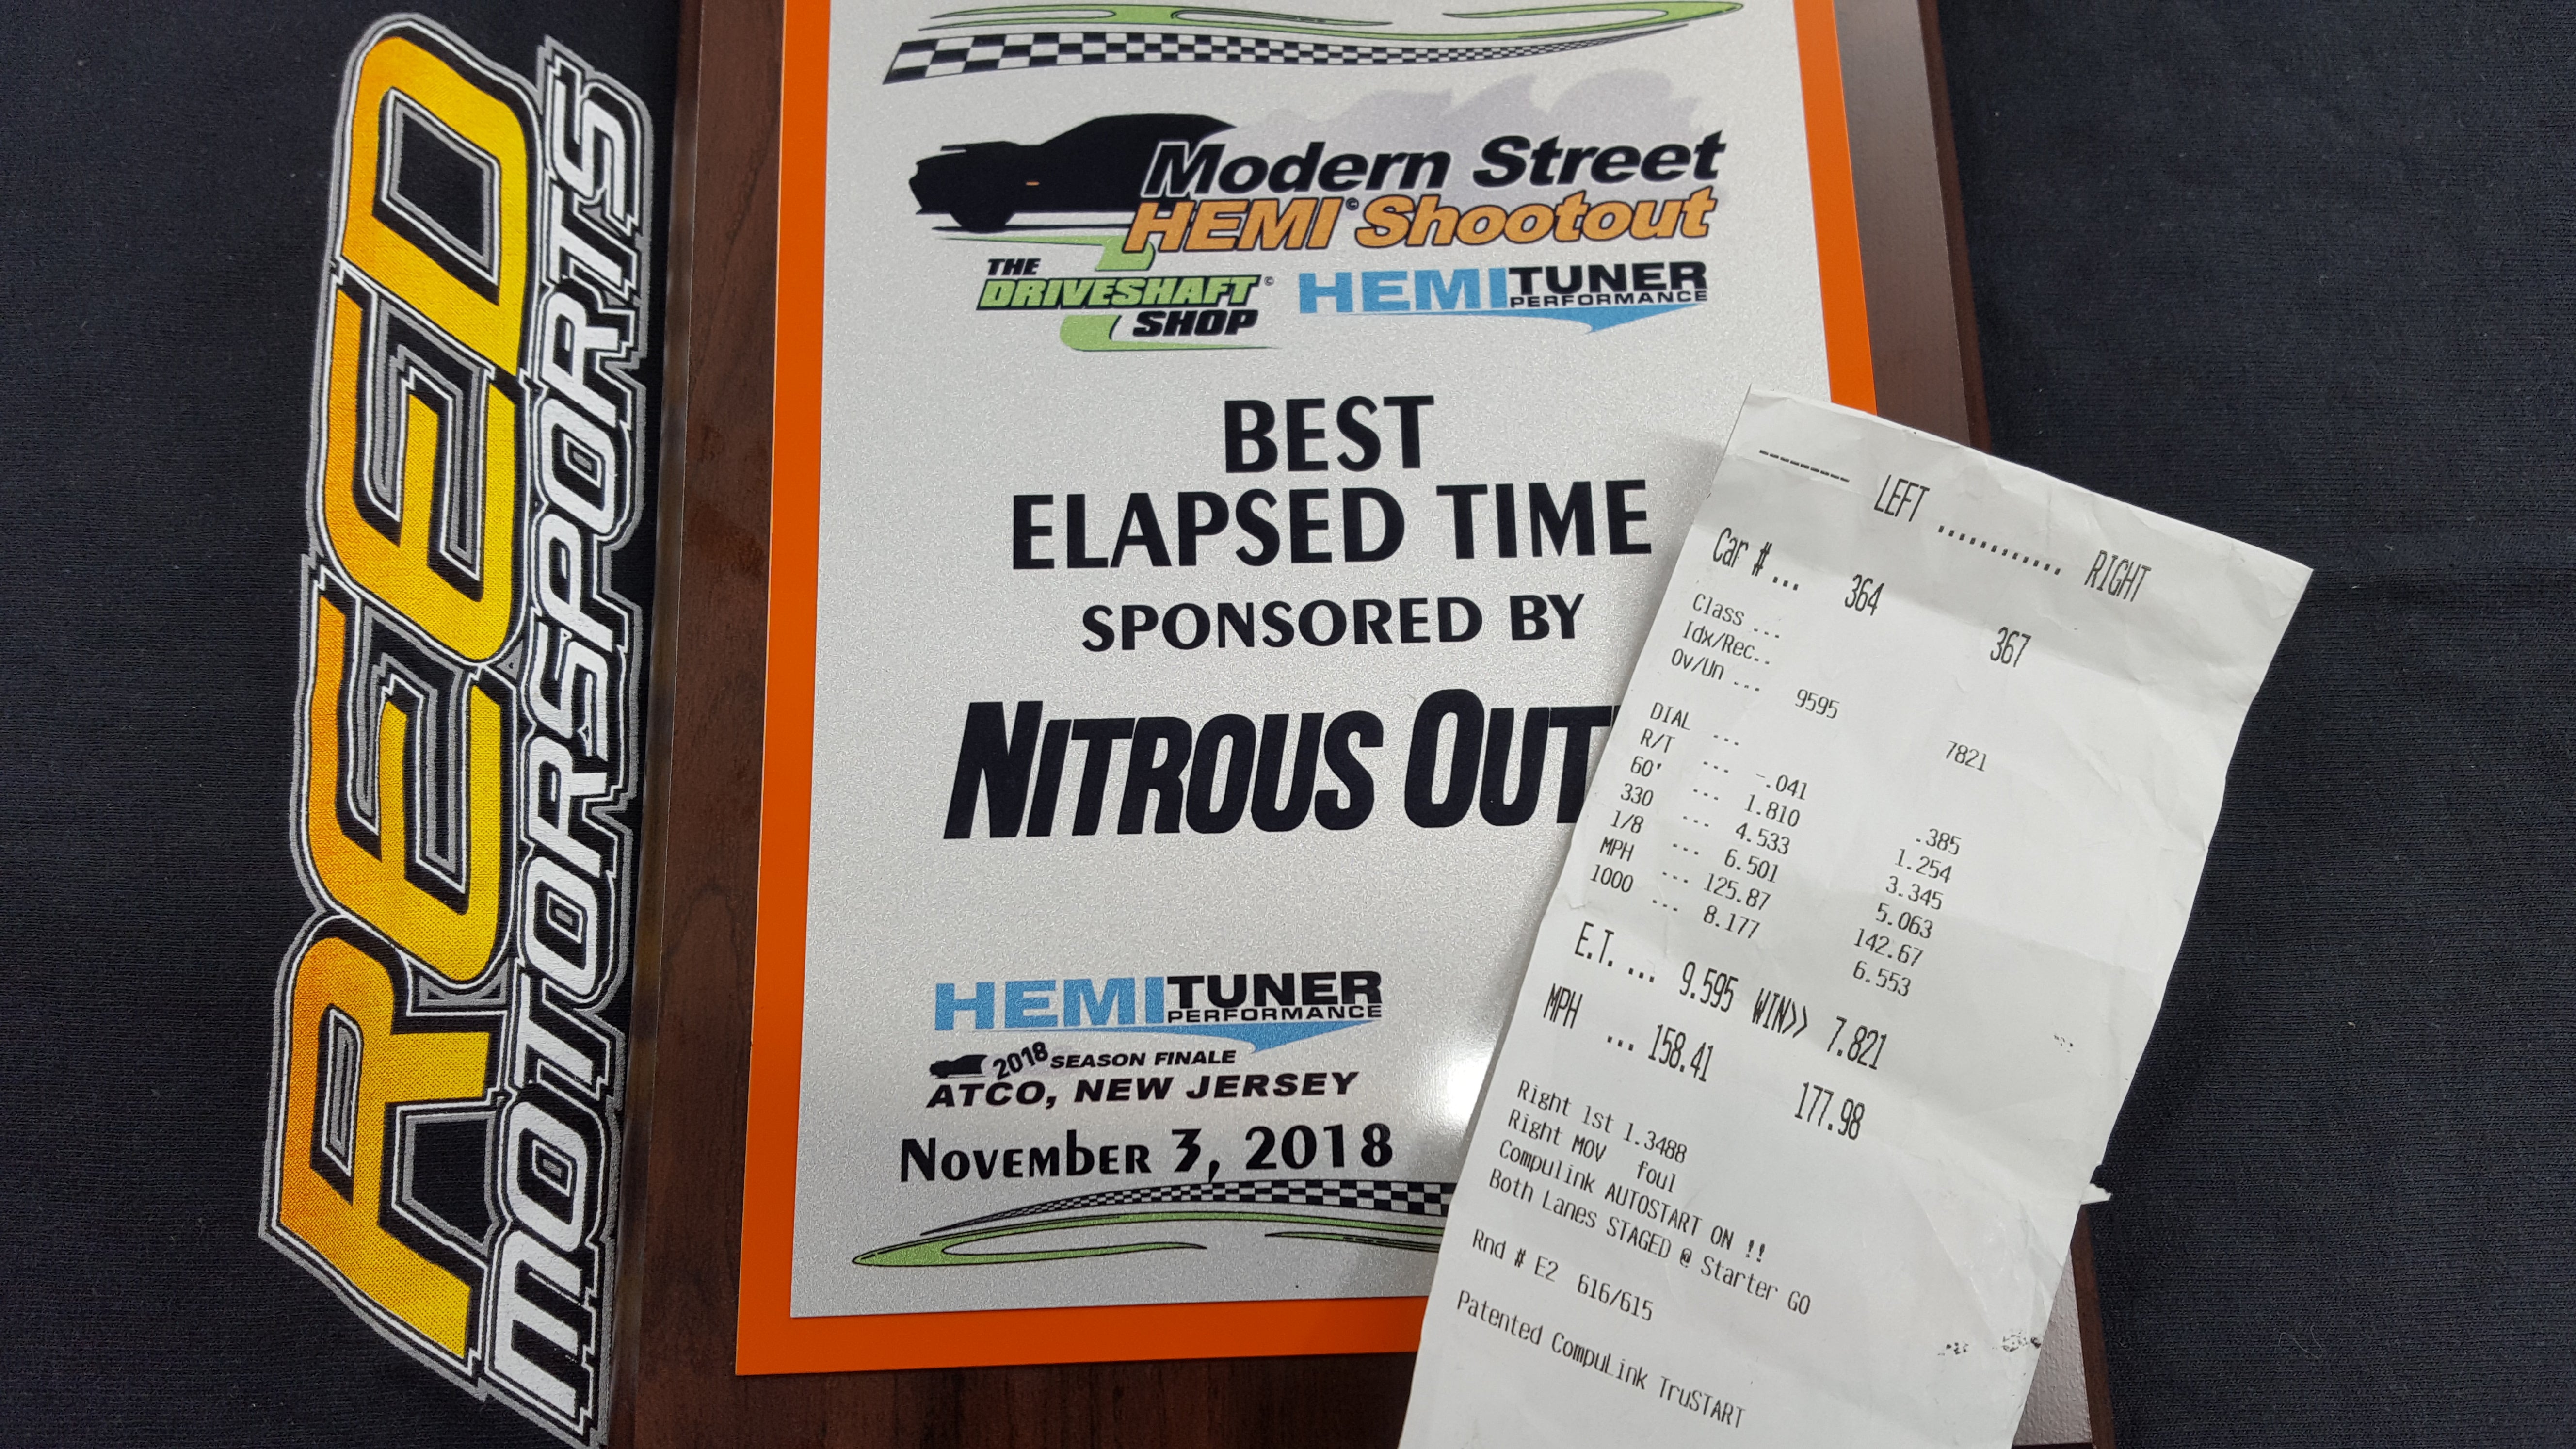 REED
MOTORSPORTS
Modern Street
HEMI© Shootout
THE
DRIVESHAFT©
SHOP
HEMITUNER
PERFORMANCE
BEST
ELAPSED TIME
SPONSORED BY
NITROUS OUT
HEMITUNER
PERFORMANCE
2018 SEASON FINALE
ATCO, NEW JERSEY
November 3, 2018
-------- LEFT ............ RIGHT
Car # ... 364 367
Class ...
Idx/Rec..
Ov/Un ... 9595 7821
DIAL ...
R/T ... -.041 .385
60' ... 1.810 1.254
330 ... 4.533 3.345
1/8 ... 6.501 5.063
MPH ... 125.87 142.67
1000 ... 8.177 6.553
E.T. ... 9.595 WIN>> 7.821
MPH ... 158.41 177.98
Right 1st 1.3488
Right MOV foul
Compulink AUTOSTART ON !!
Both Lanes STAGED @ Starter GO
Rnd # E2 616/615
Patented CompuLink TruSTART